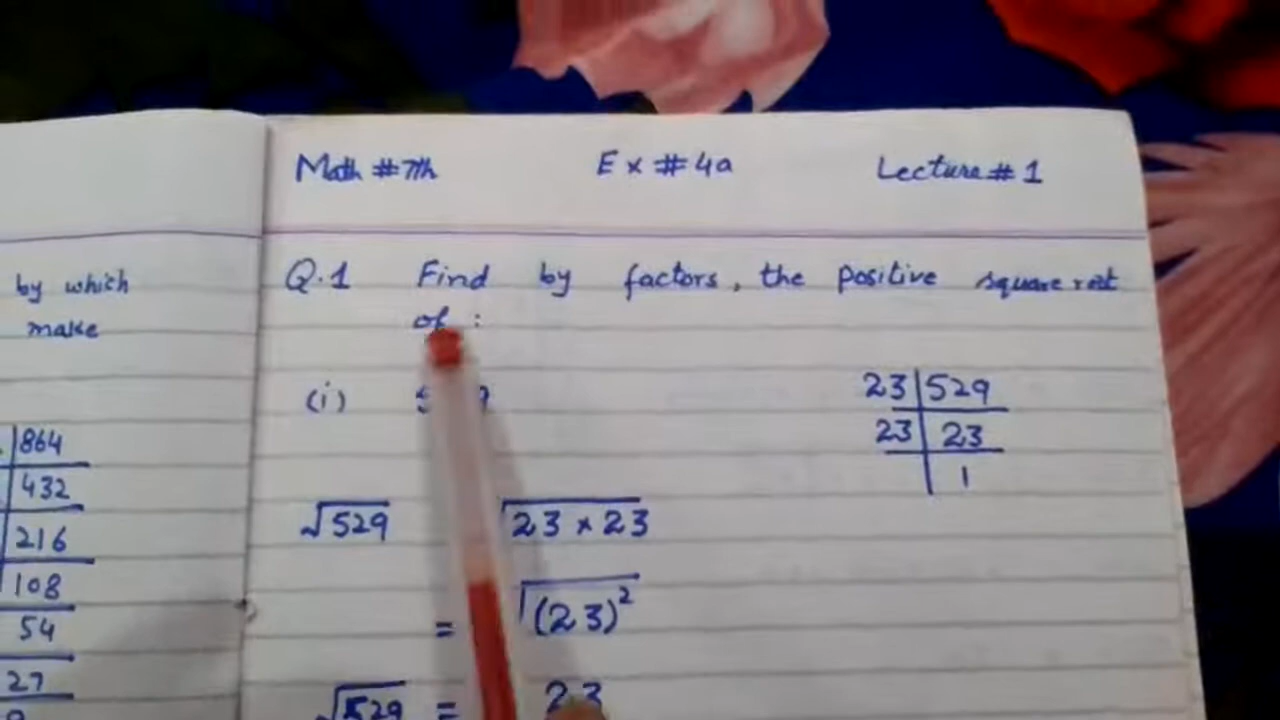 by which
make
864
432
216
108
54
27
Math # 7th Ex # 4a Lecture # 1
Q.1 Find by factors, the positive square root
of :
(i)
23 | 529
23 | 23
1
√529 √23 × 23
= √(23)²
√529 = 23